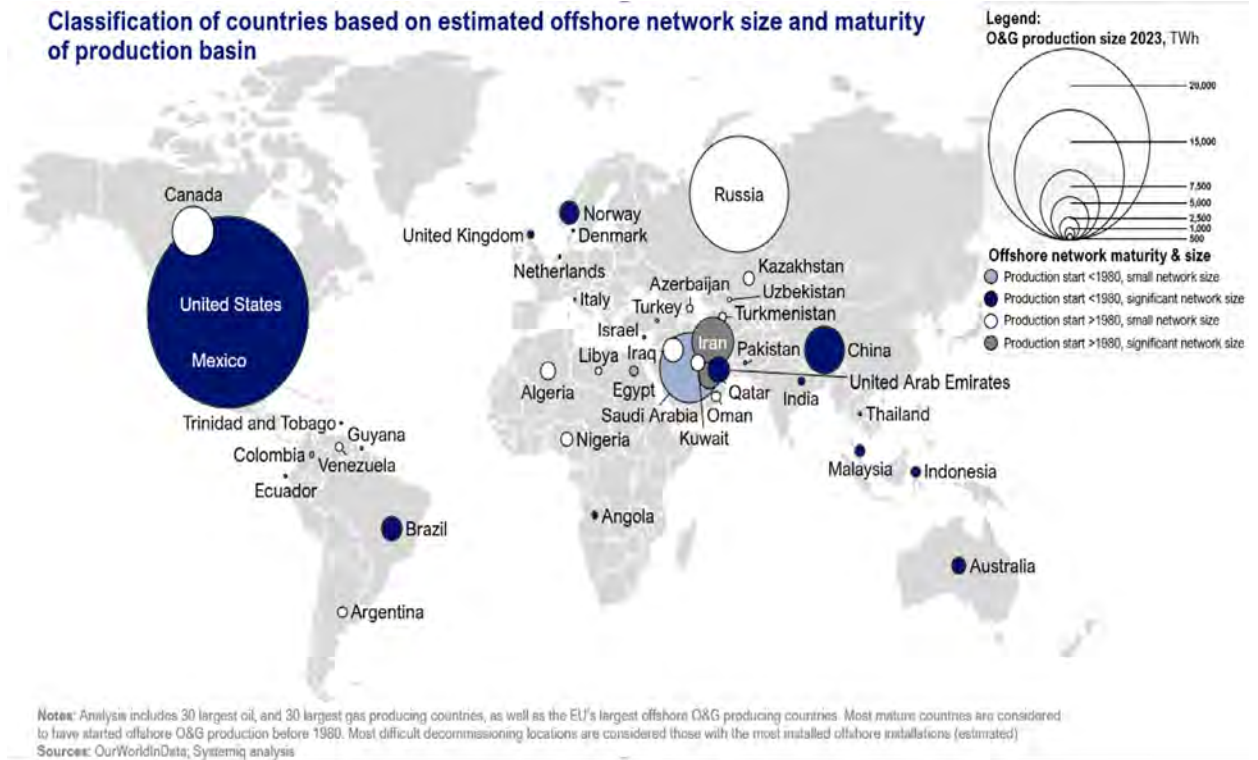 Classification of countries based on estimated offshore network size and maturity
of production basin
Legend:
O&G production size 2023, TWh
20,000
15,000
7,500
5,000
2,500
1,000
500
Offshore network maturity & size
Production start <1980, small network size
Production start <1980, significant network size
Production start >1980, small network size
Production start >1980, significant network size
Canada
Russia
Norway
United Kingdom
Denmark
Netherlands
Kazakhstan
Azerbaijan
Uzbekistan
United States
Italy
Turkey
Turkmenistan
Israel
Iran
Mexico
Libya
Iraq
Pakistan
China
Algeria
Egypt
Qatar
United Arab Emirates
India
Saudi Arabia
Oman
Thailand
Trinidad and Tobago
Guyana
Nigeria
Kuwait
Colombia
Venezuela
Malaysia
Indonesia
Ecuador
Angola
Brazil
Australia
Argentina
Notes: Analysis includes 30 largest oil, and 30 largest gas producing countries, as well as the EU's largest offshore O&G producing countries. Most mature countries are considered
to have started offshore O&G production before 1980. Most difficult decommissioning locations are considered those with the most installed offshore installations (estimated)
Sources: OurWorldInData; Systemiq analysis